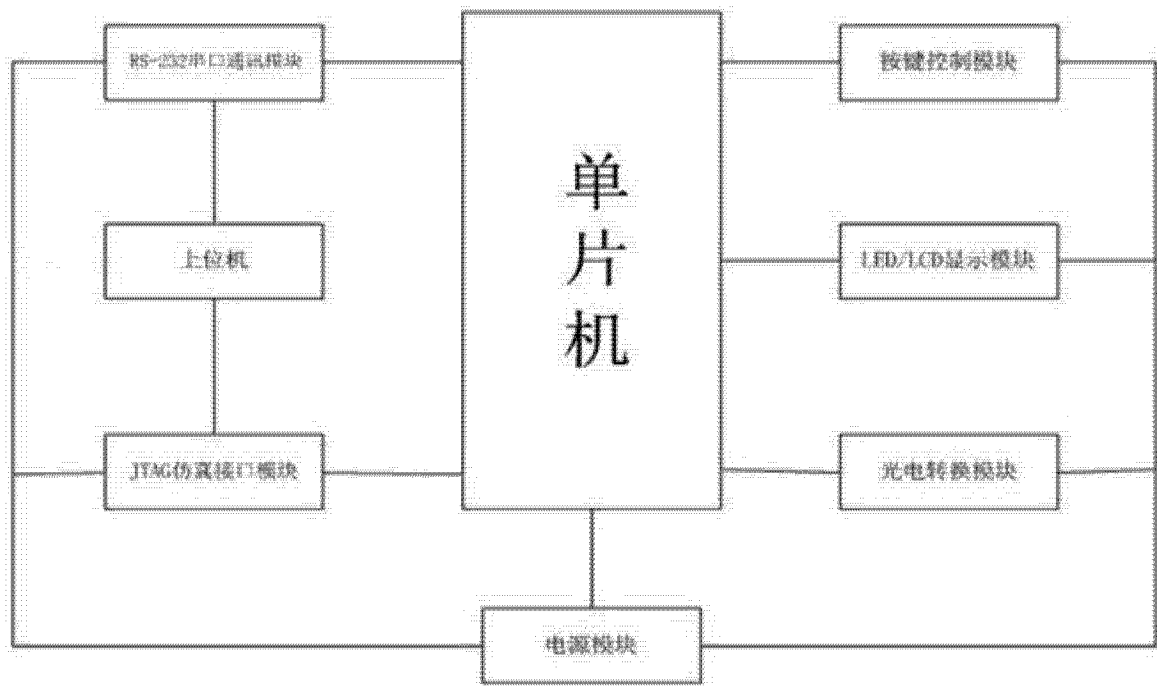 RS-232串口通讯模块
按键控制模块
单
片
机
上位机
LED/LCD显示模块
JTAG仿真接口模块
光电转换模块
电源模块